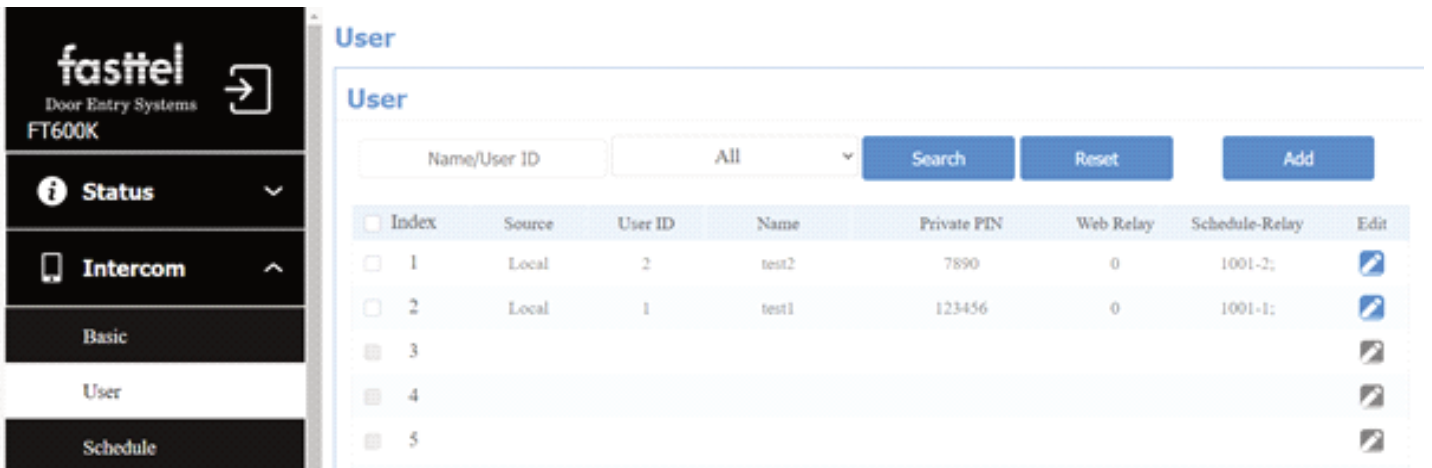 fasttel
Door Entry Systems
FT600K
Status
Intercom
Basic
User
Schedule
User
User
Name/User ID All Search Reset Add
Index Source User ID Name Private PIN Web Relay Schedule-Relay Edit
1 Local 2 test2 7890 0 1001-2;
2 Local 1 test1 123456 0 1001-1;
3
4
5